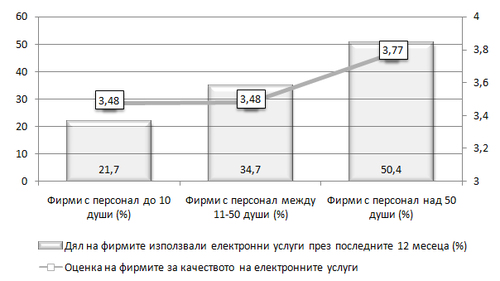 60
50
40
30
20
10
0
4
3,8
3,6
3,4
3,2
3
3,48
3,48
3,77
21,7
34,7
50,4
Фирми с персонал до 10
души (%)
Фирми с персонал между
11-50 души (%)
Фирми с персонал над 50
души (%)
Дял на фирмите използвали електронни услуги през последните 12 месеца (%)
Оценка на фирмите за качеството на електронните услуги